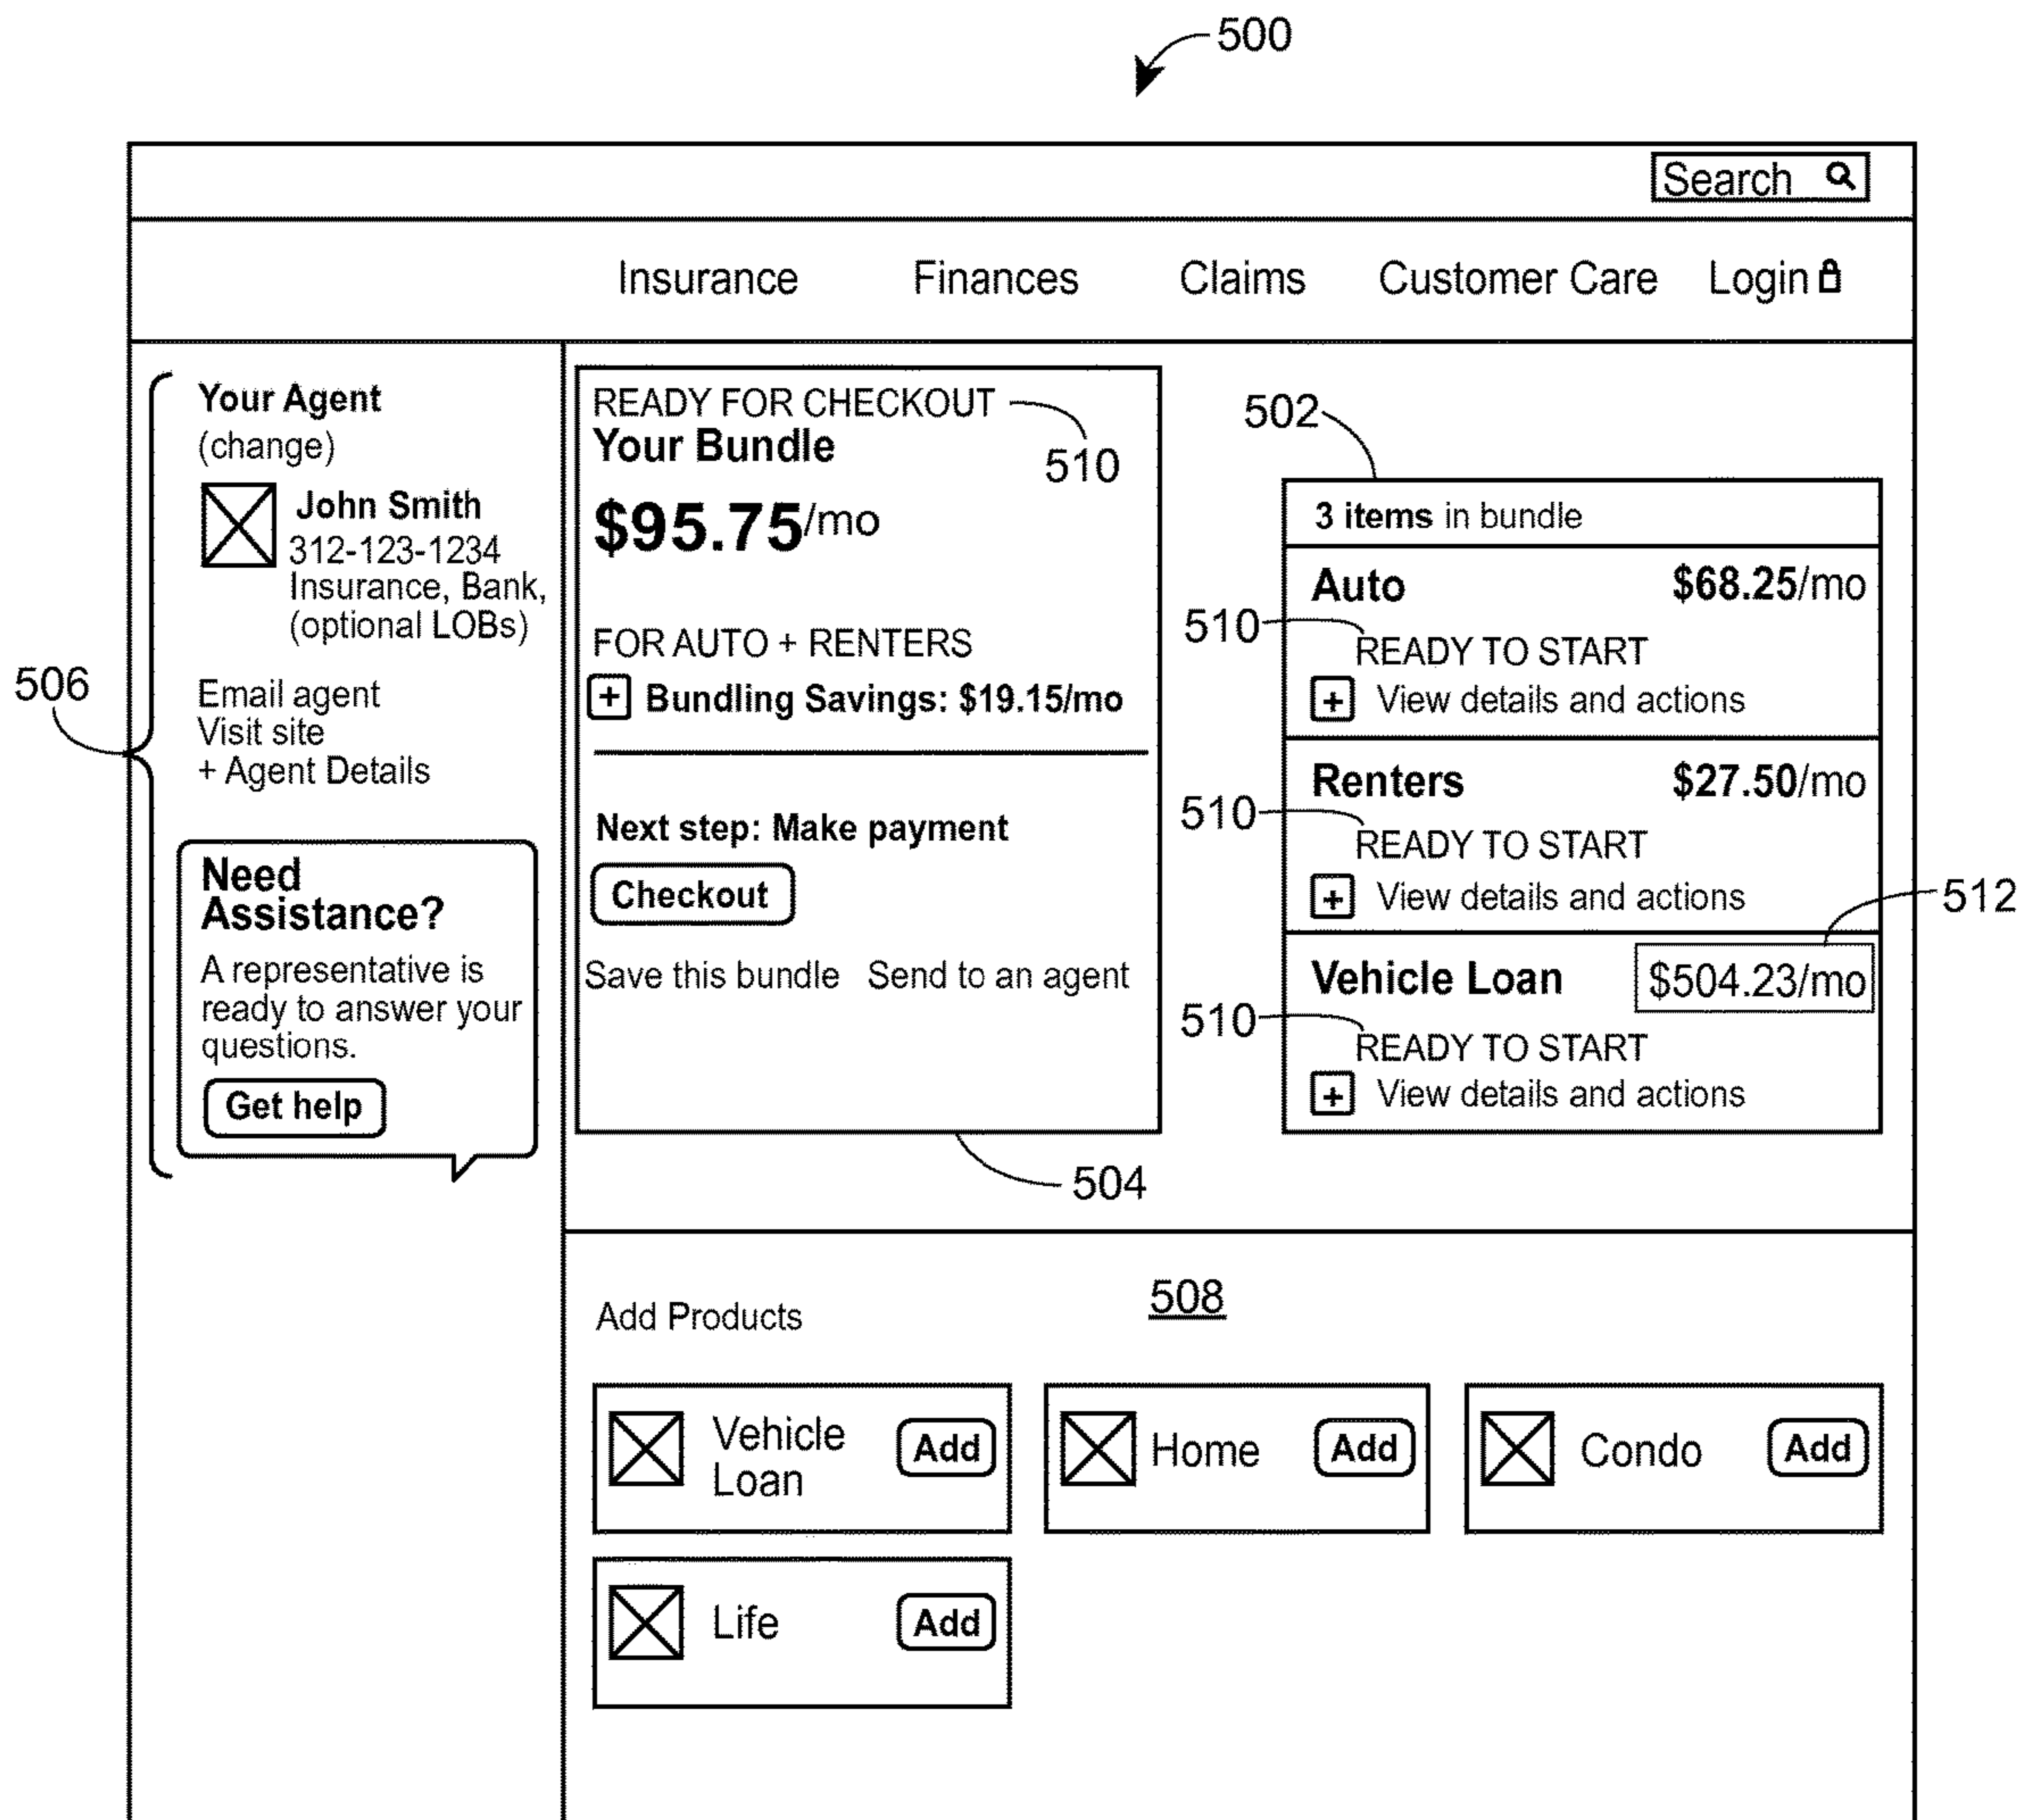 500
Search
Insurance Finances Claims Customer Care Login
Your Agent
(change)
John Smith
312-123-1234
Insurance, Bank,
(optional LOBs)
Email agent
Visit site
+ Agent Details
506
Need
Assistance?
A representative is
ready to answer your
questions.
Get help
READY FOR CHECKOUT
510
Your Bundle
$95.75/mo
FOR AUTO + RENTERS
+ Bundling Savings: $19.15/mo
Next step: Make payment
Checkout
Save this bundle Send to an agent
504
502
3 items in bundle
Auto $68.25/mo
510
READY TO START
+ View details and actions
Renters $27.50/mo
510
READY TO START
+ View details and actions
512
Vehicle Loan $504.23/mo
510
READY TO START
+ View details and actions
508
Add Products
Vehicle
Loan
Add
Home Add
Condo Add
Life Add